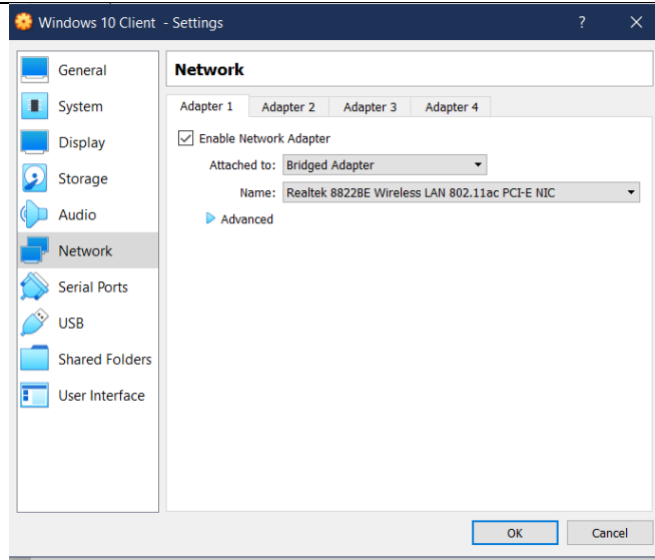 Windows 10 Client - Settings
? ✕
General
System
Display
Storage
Audio
Network
Serial Ports
USB
Shared Folders
User Interface
Network
Adapter 1 Adapter 2 Adapter 3 Adapter 4
Enable Network Adapter
Attached to: Bridged Adapter
Name: Realtek 8822BE Wireless LAN 802.11ac PCI-E NIC
Advanced
OK Cancel